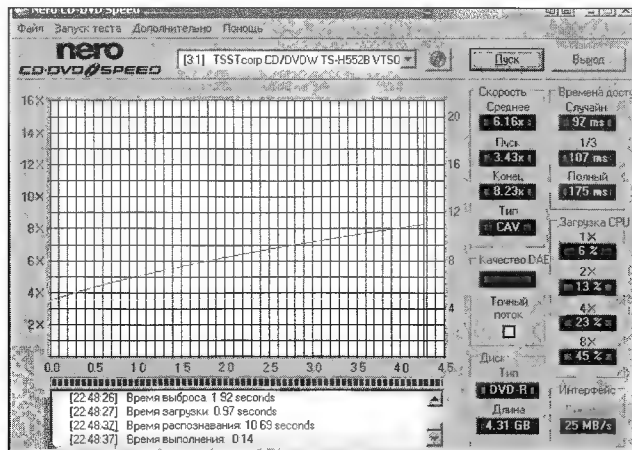 Nero CD-DVD Speed
Файл Запуск теста Дополнительно Помощь
nero
CD·DVD SPEED
[3:1] TSSTcorp CD/DVDW TS-H552B VTS0
Пуск
Выход
Скорость
Среднее
6.16x
Пуск
3.43x
Конец
8.23x
Тип
CAV
Времена досту
Случайн
97 ms
1/3
107 ms
Полный
175 ms
Загрузка CPU
1X
6 %
2X
13 %
4X
23 %
8X
45 %
Качество DAE
Точный
поток
Диск
Тип
DVD-R
Длина
4.31 GB
Интерфейс
25 MB/s
16X
14X
12X
10X
8X
6X
4X
2X
20
16
12
8
4
0.0 0.5 1.0 1.5 2.0 2.5 3.0 3.5 4.0 4.5
[22:48:26] Время выброса: 1.92 seconds
[22:48:27] Время загрузки: 0.97 seconds
[22:48:37] Время распознавания: 10.69 seconds
[22:48:37] Время выполнения: 0:14